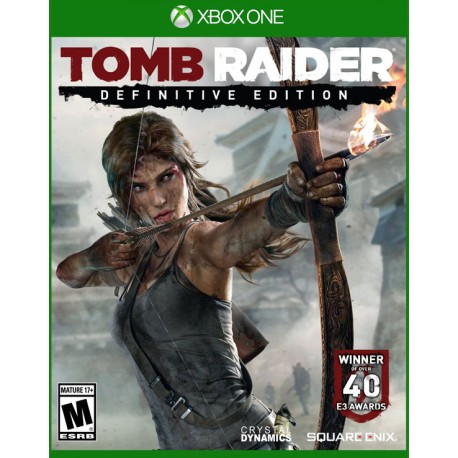 XBOX ONE
TOMB RAIDER
DEFINITIVE EDITION
WINNER
OF OVER
40
E3 AWARDS
MATURE 17+
M
ESRB
CRYSTAL
DYNAMICS
SQUARE ENIX